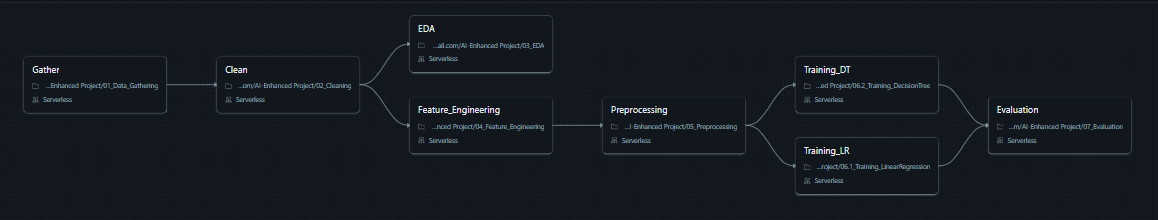 EDA
...ail.com/AI-Enhanced Project/03_EDA
Serverless
Gather
...Enhanced Project/01_Data_Gathering
Serverless
Clean
...om/AI-Enhanced Project/02_Cleaning
Serverless
Feature_Engineering
...nced Project/04_Feature_Engineering
Serverless
Preprocessing
...I-Enhanced Project/05_Preprocessing
Serverless
Training_DT
...ed Project/06.2_Training_DecisionTree
Serverless
Training_LR
...roject/06.1_Training_LinearRegression
Serverless
Evaluation
...m/AI-Enhanced Project/07_Evaluation
Serverless